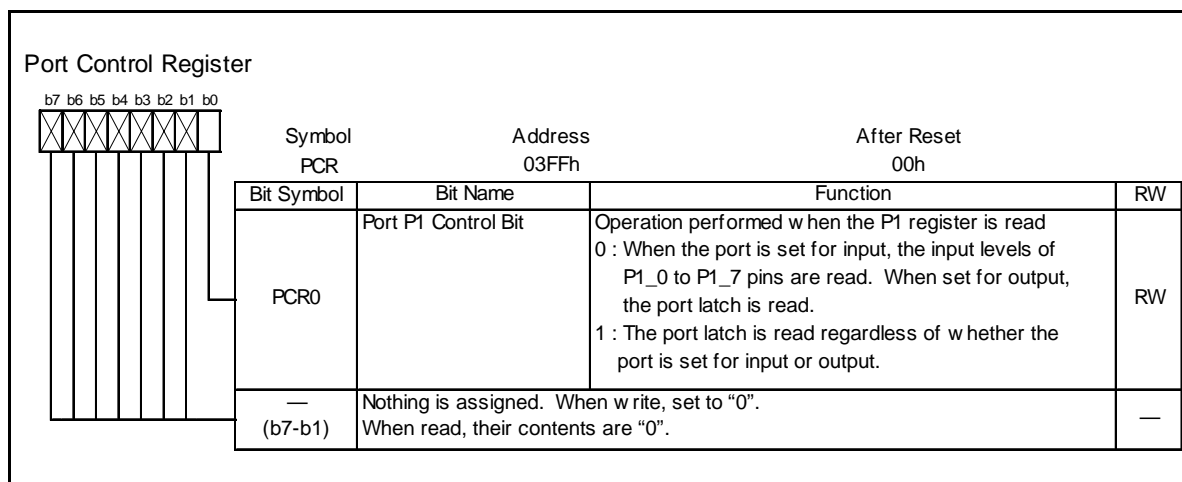 Port Control Register
b7 b6 b5 b4 b3 b2 b1 b0
Symbol Address After Reset
PCR 03FFh 00h
Bit Symbol Bit Name Function RW
PCR0 Port P1 Control Bit Operation performed when the P1 register is read
0 : When the port is set for input, the input levels of
P1_0 to P1_7 pins are read. When set for output,
the port latch is read.
1 : The port latch is read regardless of whether the
port is set for input or output.
RW
—
(b7-b1)
Nothing is assigned. When write, set to “0”.
When read, their contents are “0”.
—